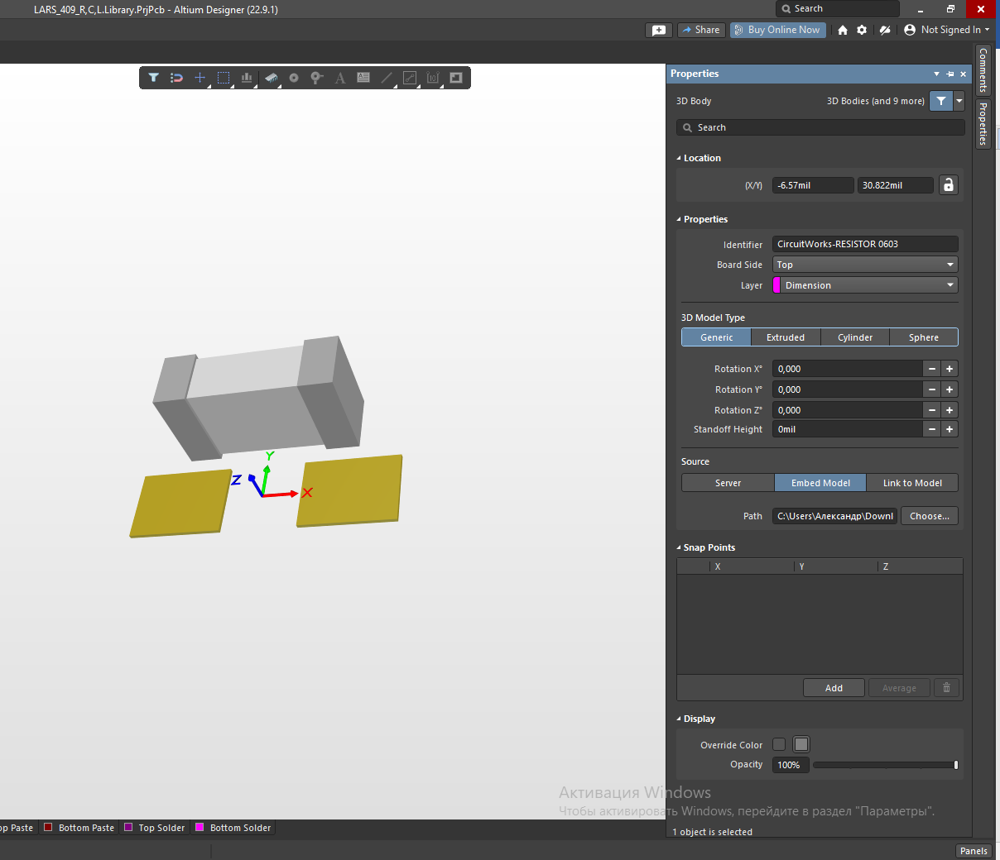 LARS_409_R,C,L.Library.PrjPcb - Altium Designer (22.9.1)
Search
Share
Buy Online Now
Not Signed In
Comments
Properties
Properties
3D Body
3D Bodies (and 9 more)
Search
Location
(X/Y)
-6.57mil
30.822mil
Properties
Identifier
CircuitWorks-RESISTOR 0603
Board Side
Top
Layer
Dimension
3D Model Type
Generic
Extruded
Cylinder
Sphere
Rotation X°
0,000
Rotation Y°
0,000
Rotation Z°
0,000
Standoff Height
0mil
Source
Server
Embed Model
Link to Model
Path
C:\Users\Александр\Downl
Choose...
Snap Points
X
Y
Z
Add
Average
Display
Override Color
Opacity
100%
Y
Z
X
Активация Windows
Чтобы активировать Windows, перейдите в раздел "Параметры".
1 object is selected
op Paste
Bottom Paste
Top Solder
Bottom Solder
Panels